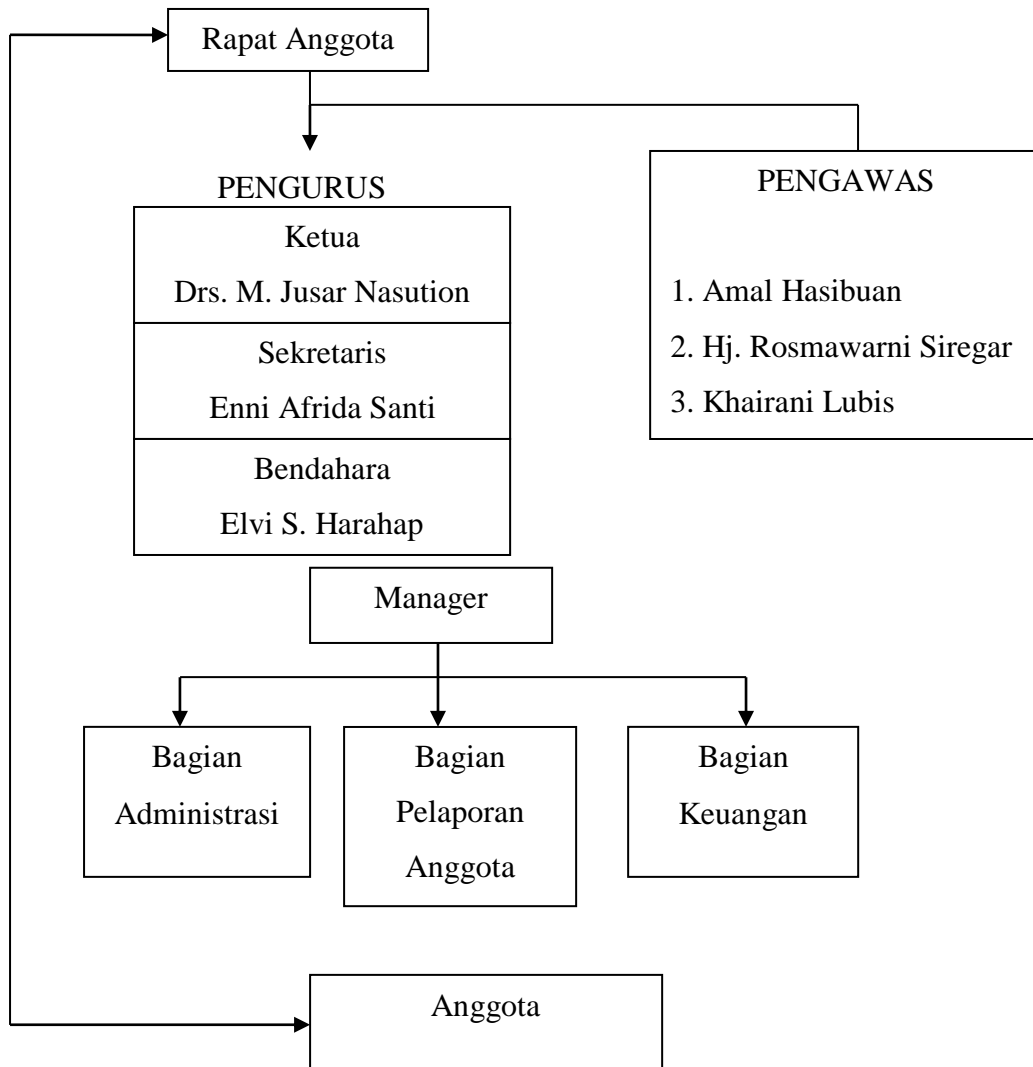 Rapat Anggota
PENGURUS
Ketua
Drs. M. Jusar Nasution
Sekretaris
Enni Afrida Santi
Bendahara
Elvi S. Harahap
PENGAWAS
1. Amal Hasibuan
2. Hj. Rosmawarni Siregar
3. Khairani Lubis
Manager
Bagian
Administrasi
Bagian
Pelaporan
Anggota
Bagian
Keuangan
Anggota